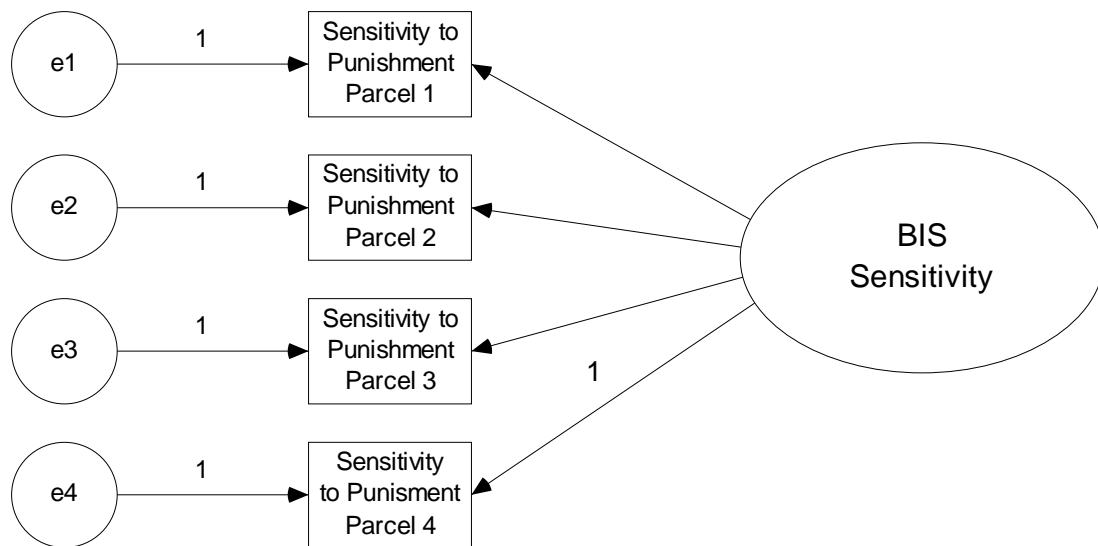 e1
1
Sensitivity to
Punishment
Parcel 1
e2
1
Sensitivity to
Punishment
Parcel 2
BIS
Sensitivity
e3
1
Sensitivity to
Punishment
Parcel 3
1
e4
1
Sensitivity
to Punisment
Parcel 4